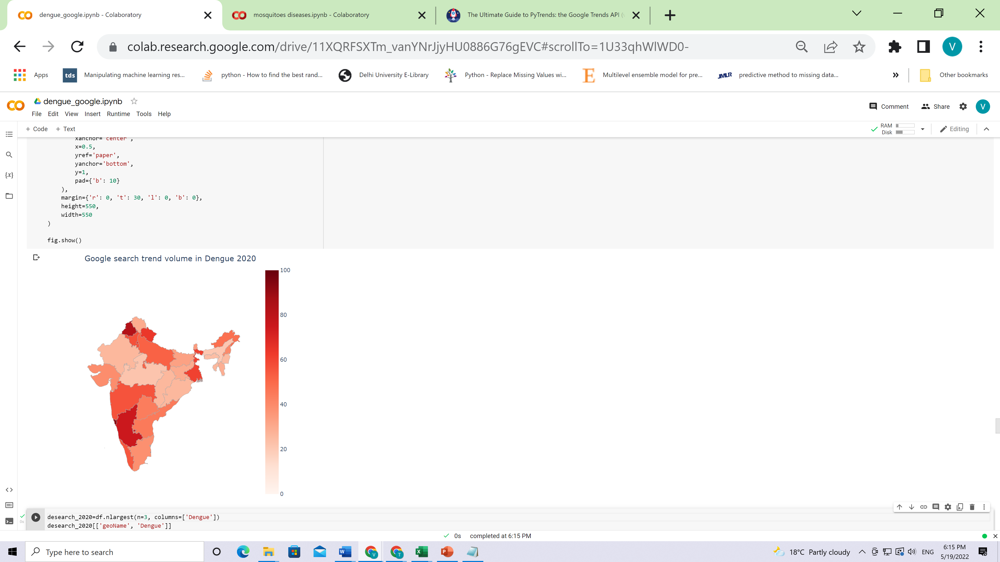 dengue_google.ipynb - Colaboratory
mosquitoes diseases.ipynb - Colaboratory
The Ultimate Guide to PyTrends: the Google Trends API
colab.research.google.com/drive/11XQRFSXTm_vanYNrJjyHU0886G76gEVC#scrollTo=1U33qhWlWD0-
V
Apps
tds
Manipulating machine learning res...
python - How to find the best rand...
Delhi University E-Library
Python - Replace Missing Values wi...
E
Multilevel ensemble model for pre...
JMLR
predictive method to missing data...
»
Other bookmarks
dengue_google.ipynb
File Edit View Insert Runtime Tools Help
Comment
Share
V
+ Code + Text
RAM
Disk
Editing
{x}
xanchor='center',
x=0.5,
yref='paper',
yanchor='bottom',
y=1,
pad={'b': 10}
),
margin={'r': 0, 't': 30, 'l': 0, 'b': 0},
height=550,
width=550
)
fig.show()
Google search trend volume in Dengue 2020
100
80
60
40
20
0
0s
desearch_2020=df.nlargest(n=3, columns=['Dengue'])
desearch_2020[['geoName', 'Dengue']]
0s completed at 6:15 PM
Type here to search
W
V
T
X
P
18°C Partly cloudy
ENG
6:15 PM
5/19/2022